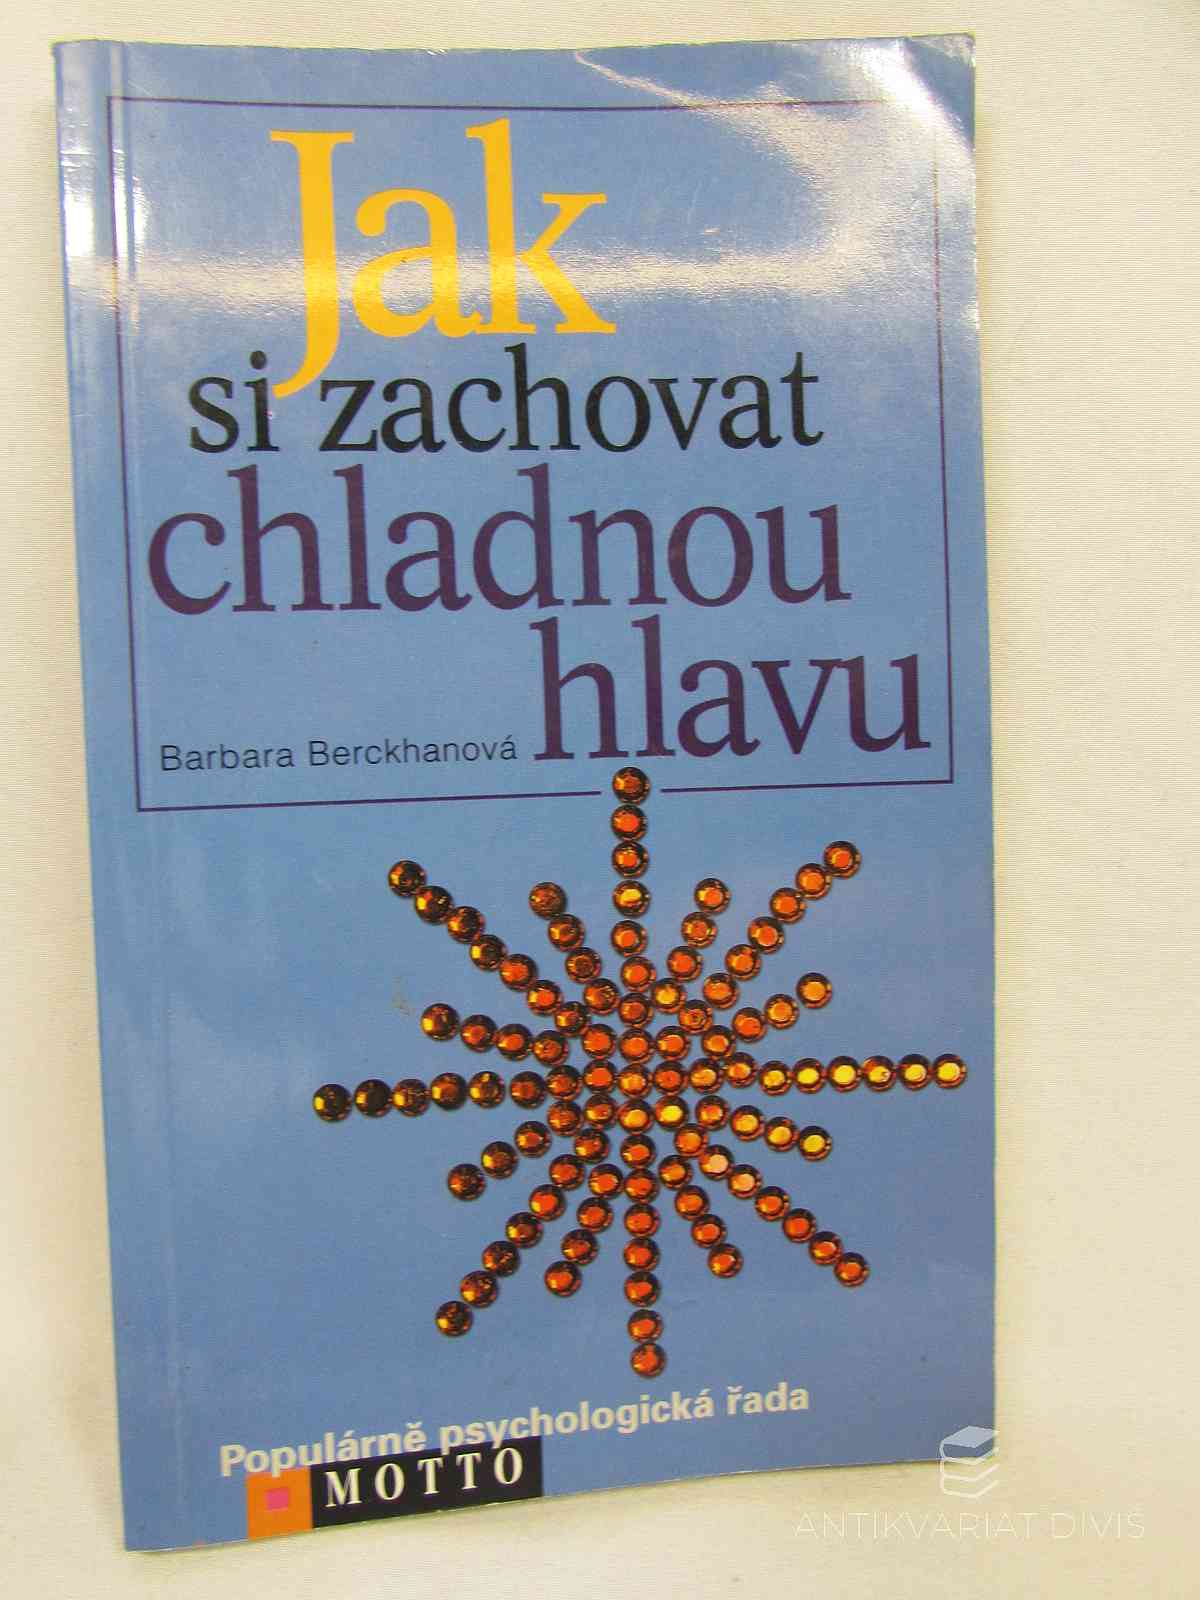 Jak
si zachovat
chladnou
hlavu
Barbara Berckhanová
Populárně psychologická řada
MOTTO
ANTIKVARIAT DIVIŠ